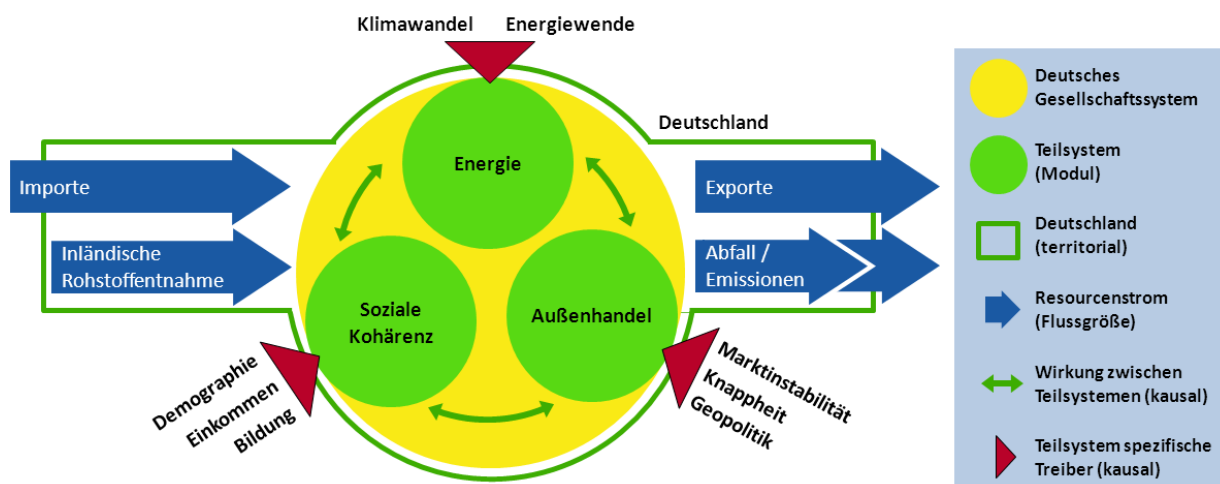 Klimawandel Energiewende
Deutschland
Energie
Importe
Exporte
Inländische
Rohstoffentnahme
Abfall /
Emissionen
Soziale
Kohärenz
Außenhandel
Demographie
Einkommen
Bildung
Marktinstabilität
Knappheit
Geopolitik
Deutsches
Gesellschaftssystem
Teilsystem
(Modul)
Deutschland
(territorial)
Resourcenstrom
(Flussgröße)
Wirkung zwischen
Teilsystemen (kausal)
Teilsystem spezifische
Treiber (kausal)